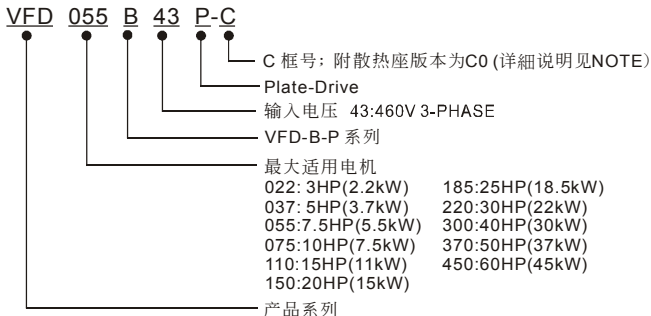 VFD 055 B 43 P-C
C 框号; 附散热座版本为C0 (详細说明见NOTE)
Plate-Drive
输入电压 43:460V 3-PHASE
VFD-B-P 系列
最大适用电机
022: 3HP(2.2kW) 185:25HP(18.5kW)
037: 5HP(3.7kW) 220:30HP(22kW)
055:7.5HP(5.5kW) 300:40HP(30kW)
075:10HP(7.5kW) 370:50HP(37kW)
110:15HP(11kW) 450:60HP(45kW)
150:20HP(15kW)
产品系列